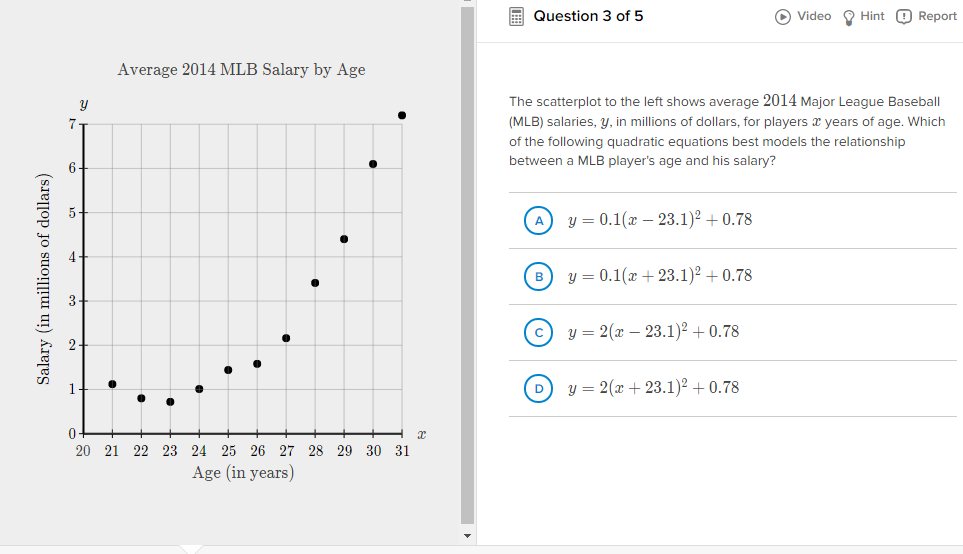 Average 2014 MLB Salary by Age
y
7
6
5
4
3
2
1
0
Salary (in millions of dollars)
20 21 22 23 24 25 26 27 28 29 30 31
x
Age (in years)
Question 3 of 5
Video Hint Report
The scatterplot to the left shows average 2014 Major League Baseball
(MLB) salaries, y, in millions of dollars, for players x years of age. Which
of the following quadratic equations best models the relationship
between a MLB player's age and his salary?
A y = 0.1(x − 23.1)² + 0.78
B y = 0.1(x + 23.1)² + 0.78
C y = 2(x − 23.1)² + 0.78
D y = 2(x + 23.1)² + 0.78